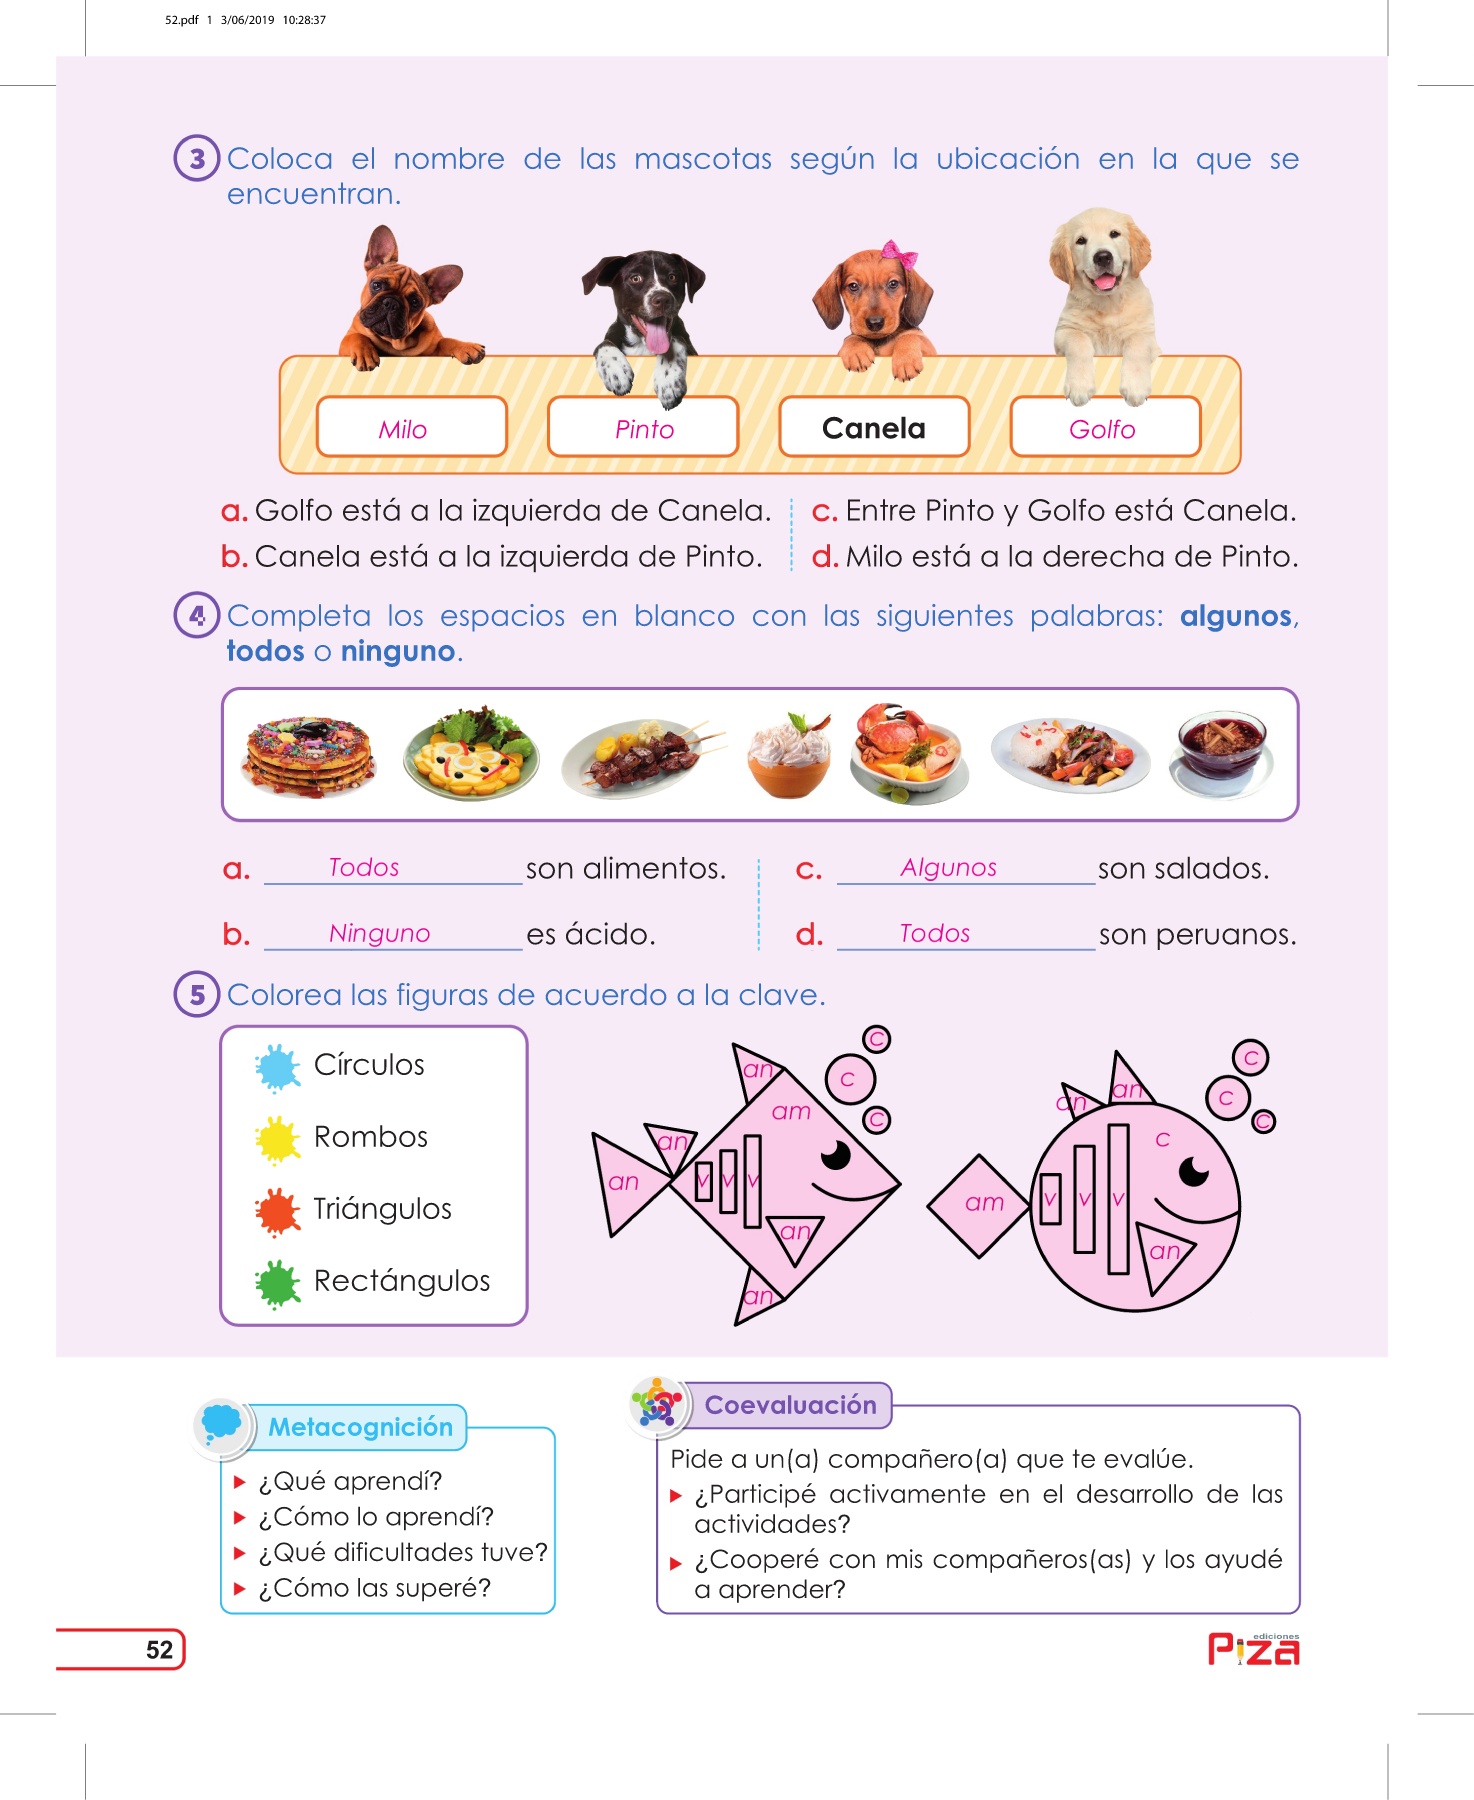 52.pdf 1 3/06/2019 10:28:37
3 Coloca el nombre de las mascotas según la ubicación en la que se
encuentran.
Milo Pinto Canela Golfo
a. Golfo está a la izquierda de Canela.
b. Canela está a la izquierda de Pinto.
c. Entre Pinto y Golfo está Canela.
d. Milo está a la derecha de Pinto.
4 Completa los espacios en blanco con las siguientes palabras: algunos,
todos o ninguno.
a. Todos son alimentos.
b. Ninguno es ácido.
c. Algunos son salados.
d. Todos son peruanos.
5 Colorea las figuras de acuerdo a la clave.
Círculos
Rombos
Triángulos
Rectángulos
c
an c
am c
an
an v v v
an
an
c
an an c c
c
am v v v
an
Metacognición
¿Qué aprendí?
¿Cómo lo aprendí?
¿Qué dificultades tuve?
¿Cómo las superé?
Coevaluación
Pide a un(a) compañero(a) que te evalúe.
¿Participé activamente en el desarrollo de las
actividades?
¿Cooperé con mis compañeros(as) y los ayudé
a aprender?
52
ediciones
Piza